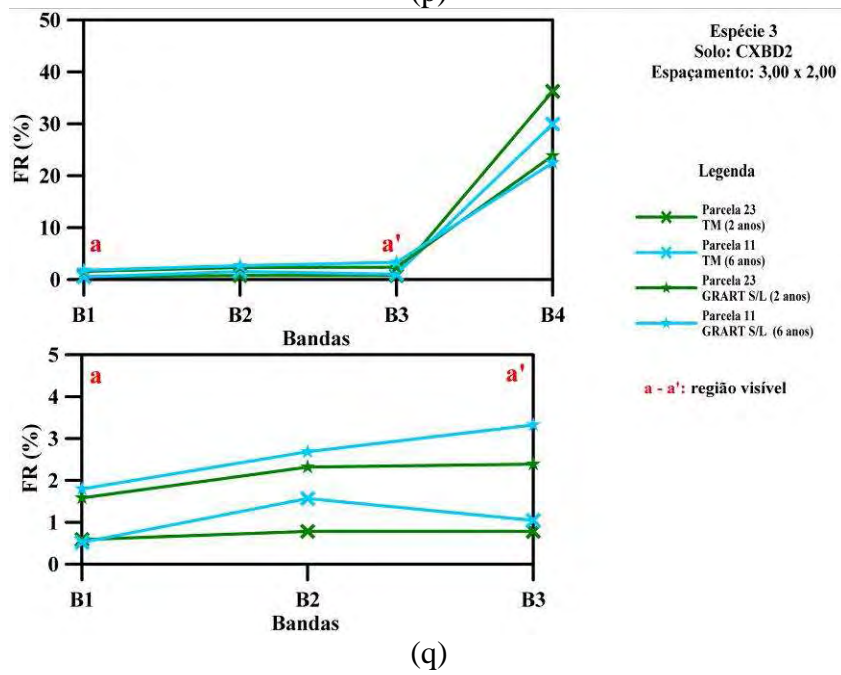 (p)
50
40
30
20
10
0
FR (%)
a
a'
B1 B2 B3 B4
Bandas
Espécie 3
Solo: CXBD2
Espaçamento: 3,00 x 2,00
Legenda
Parcela 23
TM (2 anos)
Parcela 11
TM (6 anos)
Parcela 23
GRART S/L (2 anos)
Parcela 11
GRART S/L (6 anos)
a - a': região visível
5
4
3
2
1
0
FR (%)
a
a'
B1 B2 B3
Bandas
(q)